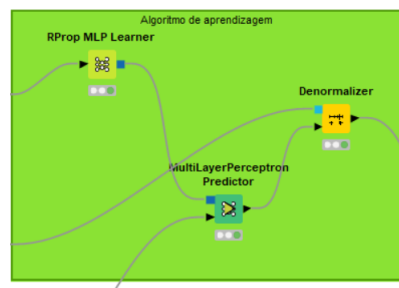 Algoritmo de aprendizagem
RProp MLP Learner
Denormalizer
MultiLayerPerceptron
Predictor